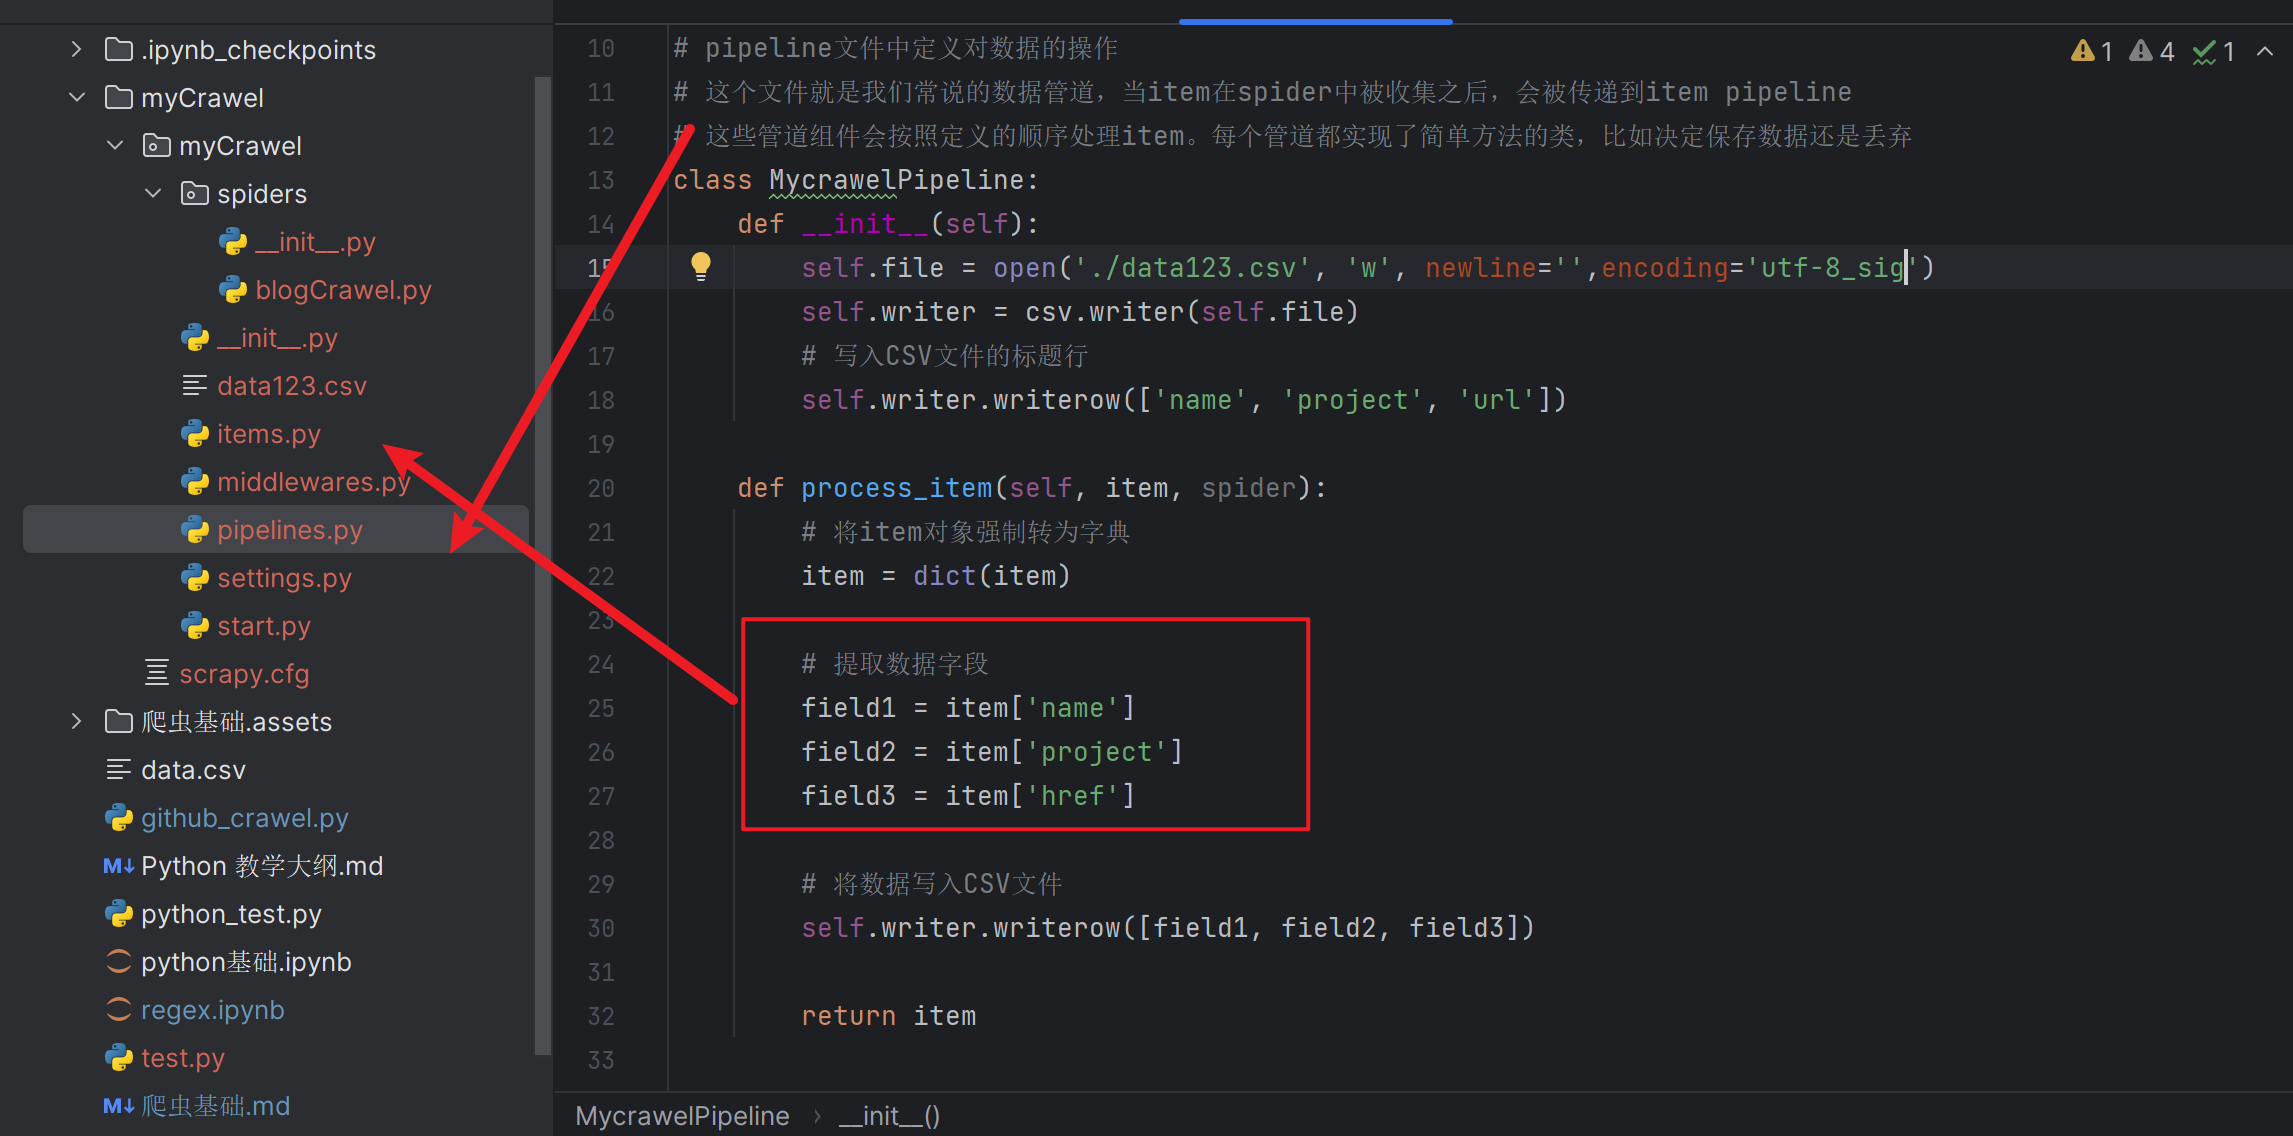 .ipynb_checkpoints
myCrawel
myCrawel
spiders
__init__.py
blogCrawel.py
__init__.py
data123.csv
items.py
middlewares.py
pipelines.py
settings.py
start.py
scrapy.cfg
爬虫基础.assets
data.csv
github_crawel.py
M↓ Python 教学大纲.md
python_test.py
python基础.ipynb
regex.ipynb
test.py
M↓ 爬虫基础.md
1 4 1
10 # pipeline文件中定义对数据的操作
11 # 这个文件就是我们常说的数据管道，当item在spider中被收集之后，会被传递到item pipeline
12 # 这些管道组件会按照定义的顺序处理item。每个管道都实现了简单方法的类，比如决定保存数据还是丢弃
13 class MycrawelPipeline:
14 def __init__(self):
15 self.file = open('./data123.csv', 'w', newline='',encoding='utf-8_sig')
16 self.writer = csv.writer(self.file)
17 # 写入CSV文件的标题行
18 self.writer.writerow(['name', 'project', 'url'])
19
20 def process_item(self, item, spider):
21 # 将item对象强制转为字典
22 item = dict(item)
23
24 # 提取数据字段
25 field1 = item['name']
26 field2 = item['project']
27 field3 = item['href']
28
29 # 将数据写入CSV文件
30 self.writer.writerow([field1, field2, field3])
31
32 return item
33
MycrawelPipeline › __init__()